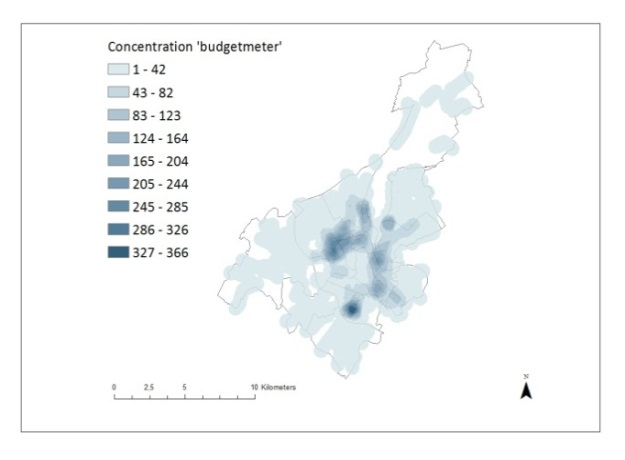 Concentration 'budgetmeter'
1 - 42
43 - 82
83 - 123
124 - 164
165 - 204
205 - 244
245 - 285
286 - 326
327 - 366
0 2.5 5 10 Kilometers
N